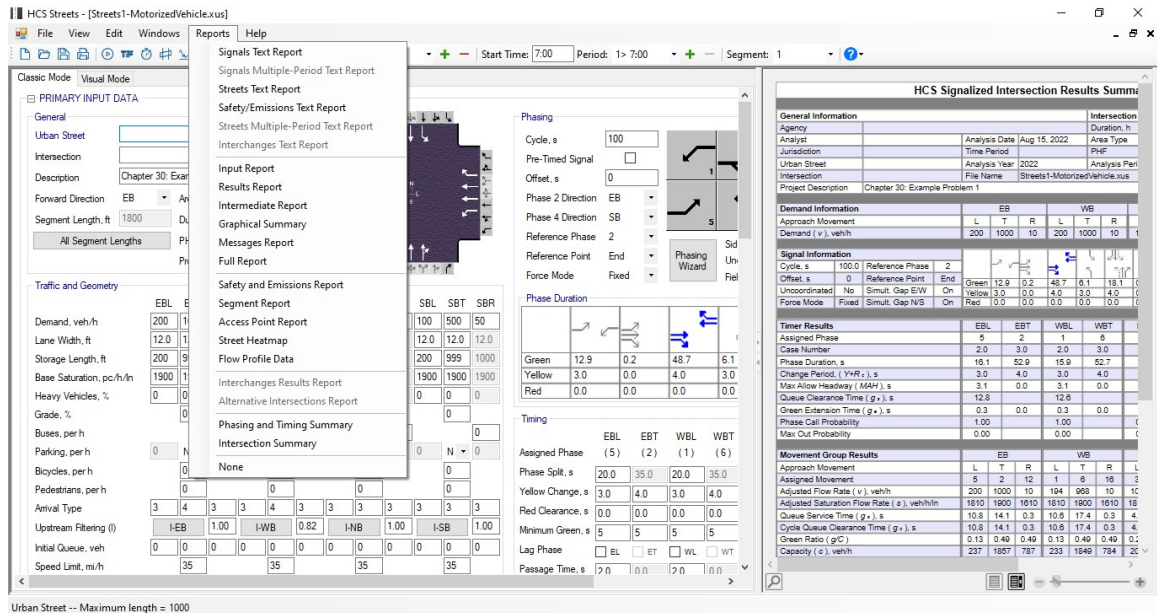 HCS Streets - [Streets1-MotorizedVehicle.xus]
File View Edit Windows Reports Help
Start Time: 7:00 Period: 1> 7:00 Segment: 1
Classic Mode Visual Mode
PRIMARY INPUT DATA
General
Urban Street
Intersection
Description Chapter 30: Exar
Forward Direction EB
Segment Length, ft 1800
All Segment Lengths
Signals Text Report
Signals Multiple-Period Text Report
Streets Text Report
Safety/Emissions Text Report
Streets Multiple-Period Text Report
Interchanges Text Report
Input Report
Results Report
Intermediate Report
Graphical Summary
Messages Report
Full Report
Safety and Emissions Report
Segment Report
Access Point Report
Street Heatmap
Flow Profile Data
Interchanges Results Report
Alternative Intersections Report
Phasing and Timing Summary
Intersection Summary
None
Traffic and Geometry
EBL SBL SBT SBR
Demand, veh/h 200 100 500 50
Lane Width, ft 12.0 12.0 12.0 12.0
Storage Length, ft 200 200 999 1000
Base Saturation, pc/h/ln 1900 1900 1900 1900
Heavy Vehicles, % 0 0 0 0
Grade, % 0 0
Buses, per h 0
Parking, per h 0 N 0 N 0
Bicycles, per h 0 0
Pedestrians, per h 0 0 0 0
Arrival Type 3 4 3 3 4 3 3 3 3 3 3 3
Upstream Filtering (I) I-EB 1.00 I-WB 0.82 I-NB 1.00 I-SB 1.00
Initial Queue, veh 0 0 0 0 0 0 0 0 0 0 0 0
Speed Limit, mi/h 35 35 35 35
Phasing
Cycle, s 100
Pre-Timed Signal
Offset, s 0
Phase 2 Direction EB
Phase 4 Direction SB
Reference Phase 2
Reference Point End
Force Mode Fixed
1
5
Phasing Wizard
Phase Duration
Green 12.9 0.2 48.7 6.1
Yellow 3.0 0.0 4.0 3.0
Red 0.0 0.0 0.0 0.0
Timing
EBL EBT WBL WBT
Assigned Phase (5) (2) (1) (6)
Phase Split, s 20.0 35.0 20.0 35.0
Yellow Change, s 3.0 4.0 3.0 4.0
Red Clearance, s 0.0 0.0 0.0 0.0
Minimum Green, s 5 5 5 5
Lag Phase EL ET WL WT
Passage Time, s 2.0 0.0 2.0 0.0
HCS Signalized Intersection Results Summa
General Information Intersection
Agency Duration, h
Analyst Analysis Date Aug 15, 2022 Area Type
Jurisdiction Time Period PHF
Urban Street Analysis Year 2022 Analysis Peri
Intersection File Name Streets1-MotorizedVehicle.xus
Project Description Chapter 30: Example Problem 1
Demand Information EB WB
Approach Movement L T R L T R
Demand ( v ), veh/h 200 1000 10 200 1000 10
Signal Information
Cycle, s 100.0 Reference Phase 2
Offset, s 0 Reference Point End
Uncoordinated No Simult. Gap E/W On
Force Mode Fixed Simult. Gap N/S On
Green 12.9 0.2 48.7 6.1 18.1
Yellow 3.0 0.0 4.0 3.0 4.0
Red 0.0 0.0 0.0 0.0 0.0
Timer Results EBL EBT WBL WBT
Assigned Phase 5 2 1 6
Case Number 2.0 3.0 2.0 3.0
Phase Duration, s 16.1 52.9 15.9 52.7
Change Period, ( Y+R c ), s 3.0 4.0 3.0 4.0
Max Allow Headway ( MAH ), s 3.1 0.0 3.1 0.0
Queue Clearance Time ( g s ), s 12.8 12.6
Green Extension Time ( g e ), s 0.3 0.0 0.3 0.0
Phase Call Probability 1.00 1.00
Max Out Probability 0.00 0.00
Movement Group Results EB WB
Approach Movement L T R L T R
Assigned Movement 5 2 12 1 6 16
Adjusted Flow Rate ( v ), veh/h 200 1000 10 194 968 10
Adjusted Saturation Flow Rate ( s ), veh/h/ln 1810 1900 1610 1810 1900 1610
Queue Service Time ( g s ), s 10.8 14.1 0.3 10.6 17.4 0.3
Cycle Queue Clearance Time ( g c ), s 10.8 14.1 0.3 10.6 17.4 0.3
Green Ratio ( g/C ) 0.13 0.49 0.49 0.13 0.49 0.49
Capacity ( c ), veh/h 237 1857 787 233 1849 784
Urban Street -- Maximum length = 1000